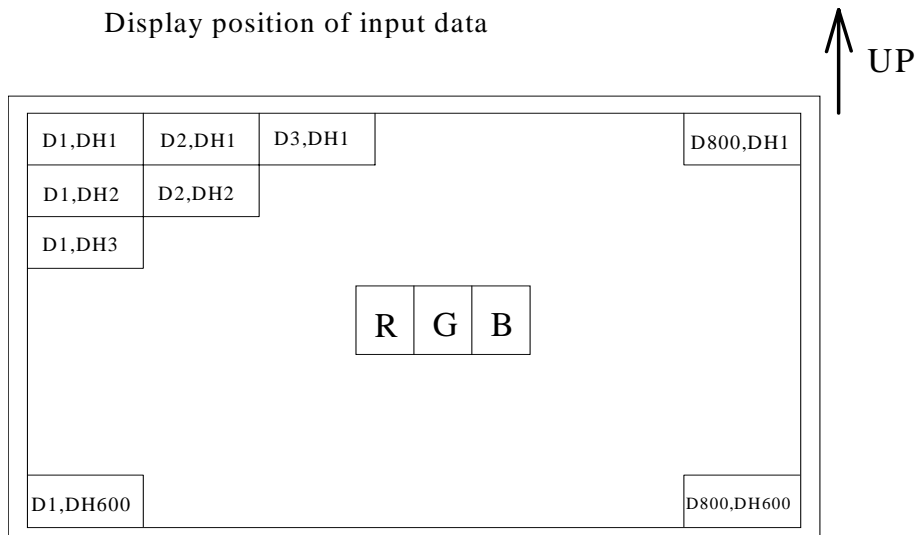 Display position of input data
UP
D1,DH1 D2,DH1 D3,DH1 D800,DH1
D1,DH2 D2,DH2
D1,DH3
R G B
D1,DH600 D800,DH600